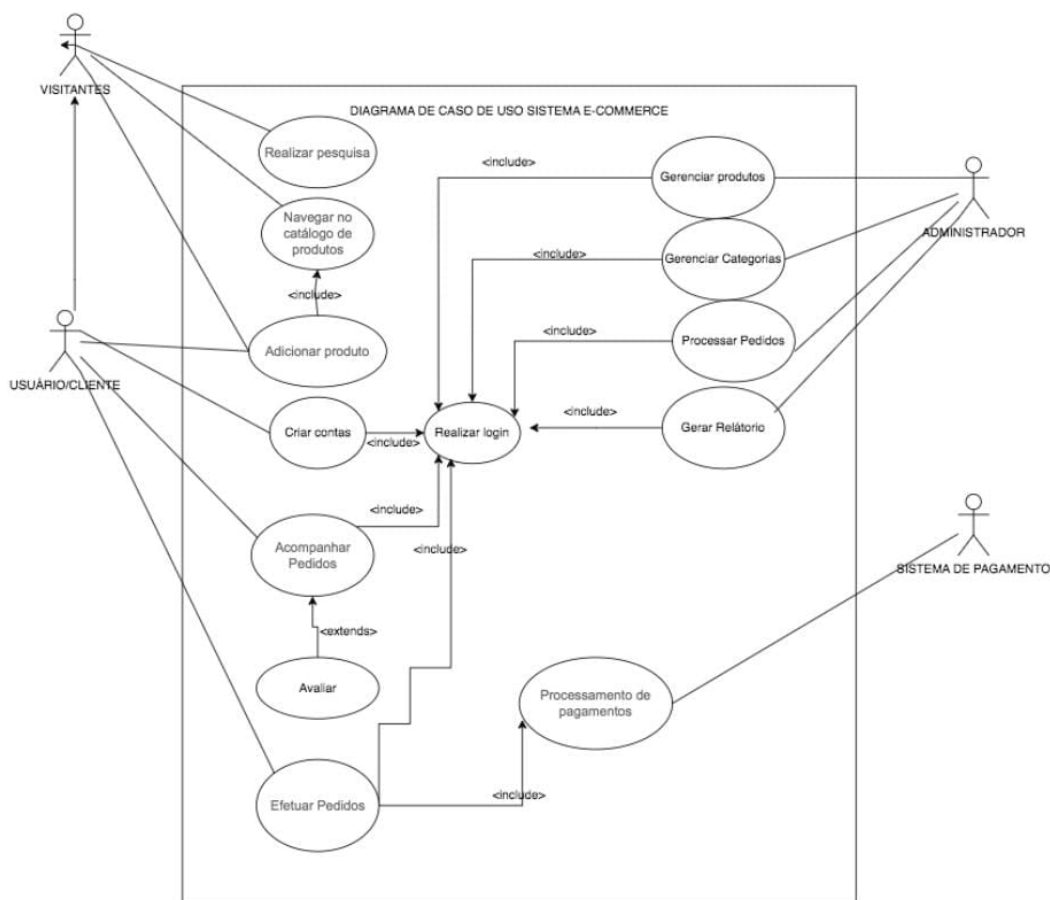 VISITANTES
DIAGRAMA DE CASO DE USO SISTEMA E-COMMERCE
Realizar pesquisa
<include>
Gerenciar produtos
Navegar no
catálogo de
produtos
ADMINISTRADOR
<include>
Gerenciar Categorias
<include>
Adicionar produto
<include>
Processar Pedidos
USUÁRIO/CLIENTE
Criar contas
<include>
Realizar login
<include>
Gerar Relátorio
<include>
Acompanhar
Pedidos
<include>
SISTEMA DE PAGAMENTO
<extends>
Avaliar
Processamento de
pagamentos
Efetuar Pedidos
<include>